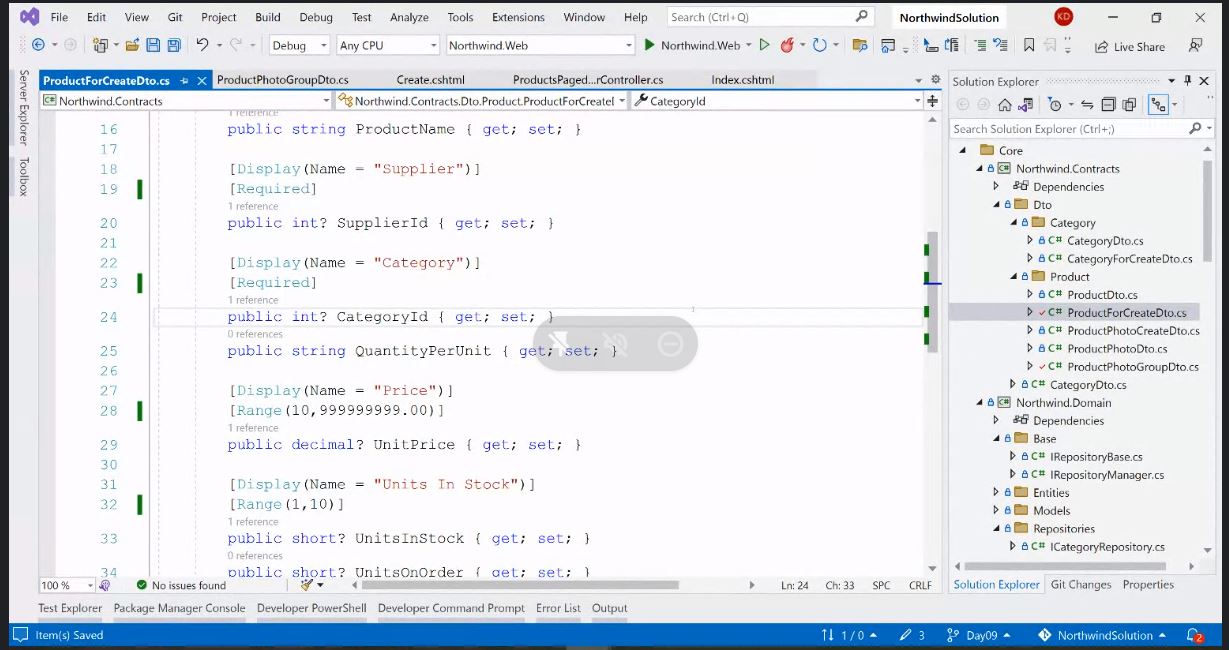 File Edit View Git Project Build Debug Test Analyze Tools Extensions Window Help Search (Ctrl+Q) NorthwindSolution KD
Debug Any CPU Northwind.Web Northwind.Web Live Share
Server Explorer
Toolbox
ProductForCreateDto.cs ProductPhotoGroupDto.cs Create.cshtml ProductsPaged...rController.cs Index.cshtml
Northwind.Contracts Northwind.Contracts.Dto.Product.ProductForCreate CategoryId
1 reference
16 public string ProductName { get; set; }
17
18 [Display(Name = "Supplier")]
19 [Required]
1 reference
20 public int? SupplierId { get; set; }
21
22 [Display(Name = "Category")]
23 [Required]
1 reference
24 public int? CategoryId { get; set; }
0 references
25 public string QuantityPerUnit { get; set; }
26
27 [Display(Name = "Price")]
28 [Range(10,999999999.00)]
1 reference
29 public decimal? UnitPrice { get; set; }
30
31 [Display(Name = "Units In Stock")]
32 [Range(1,10)]
1 reference
33 public short? UnitsInStock { get; set; }
0 references
34 public short? UnitsOnOrder { get; set; }
100 % No issues found Ln: 24 Ch: 33 SPC CRLF
Solution Explorer
Search Solution Explorer (Ctrl+;)
Core
C# Northwind.Contracts
Dependencies
Dto
Category
C# CategoryDto.cs
C# CategoryForCreateDto.cs
Product
C# ProductDto.cs
C# ProductForCreateDto.cs
C# ProductPhotoCreateDto.cs
C# ProductPhotoDto.cs
C# ProductPhotoGroupDto.cs
C# CategoryDto.cs
C# Northwind.Domain
Dependencies
Base
C# IRepositoryBase.cs
C# IRepositoryManager.cs
Entities
Models
Repositories
C# ICategoryRepository.cs
Solution Explorer Git Changes Properties
Test Explorer Package Manager Console Developer PowerShell Developer Command Prompt Error List Output
Item(s) Saved 1 / 0 3 Day09 NorthwindSolution 2